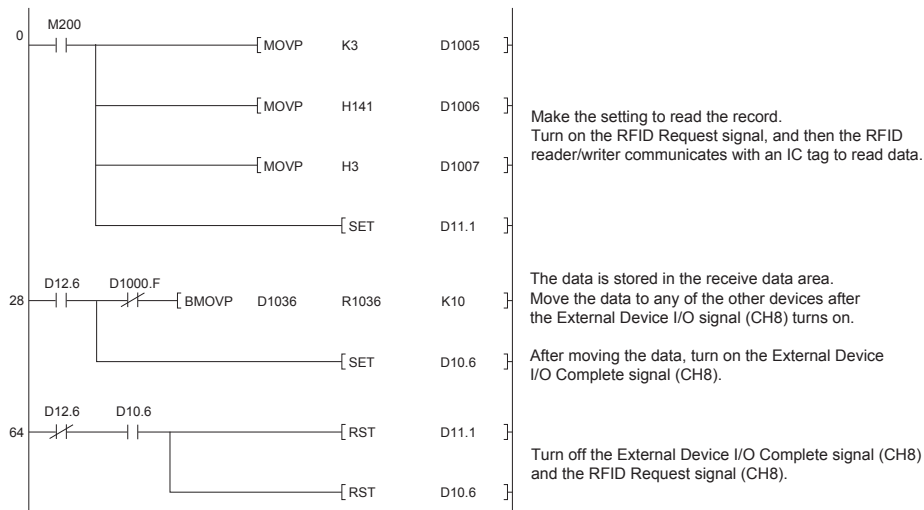 M200
0 MOVP K3 D1005
MOVP H141 D1006
Make the setting to read the record.
Turn on the RFID Request signal, and then the RFID
reader/writer communicates with an IC tag to read data.
MOVP H3 D1007
SET D11.1
D12.6 D1000.F
28 BMOVP D1036 R1036 K10
The data is stored in the receive data area.
Move the data to any of the other devices after
the External Device I/O signal (CH8) turns on.
SET D10.6
After moving the data, turn on the External Device
I/O Complete signal (CH8).
D12.6 D10.6
64 RST D11.1
Turn off the External Device I/O Complete signal (CH8)
and the RFID Request signal (CH8).
RST D10.6